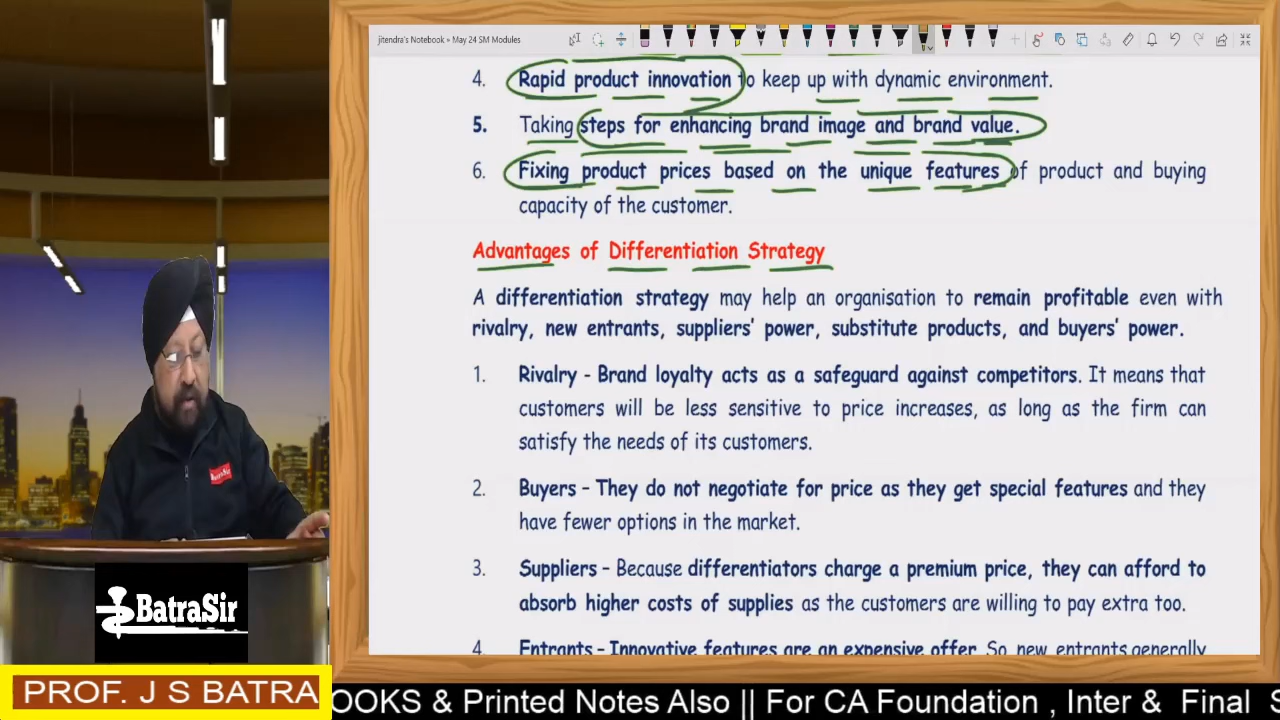 jitendra's Notebook » May 24 SM Modules
4. Rapid product innovation to keep up with dynamic environment.
5. Taking steps for enhancing brand image and brand value.
6. Fixing product prices based on the unique features of product and buying
capacity of the customer.
Advantages of Differentiation Strategy
A differentiation strategy may help an organisation to remain profitable even with
rivalry, new entrants, suppliers' power, substitute products, and buyers' power.
1. Rivalry - Brand loyalty acts as a safeguard against competitors. It means that
customers will be less sensitive to price increases, as long as the firm can
satisfy the needs of its customers.
2. Buyers - They do not negotiate for price as they get special features and they
have fewer options in the market.
3. Suppliers - Because differentiators charge a premium price, they can afford to
absorb higher costs of supplies as the customers are willing to pay extra too.
4. Entrants - Innovative features are an expensive offer. So new entrants generally
BatraSir
BatraSir
PROF. J S BATRA
OOKS & Printed Notes Also || For CA Foundation , Inter & Final S